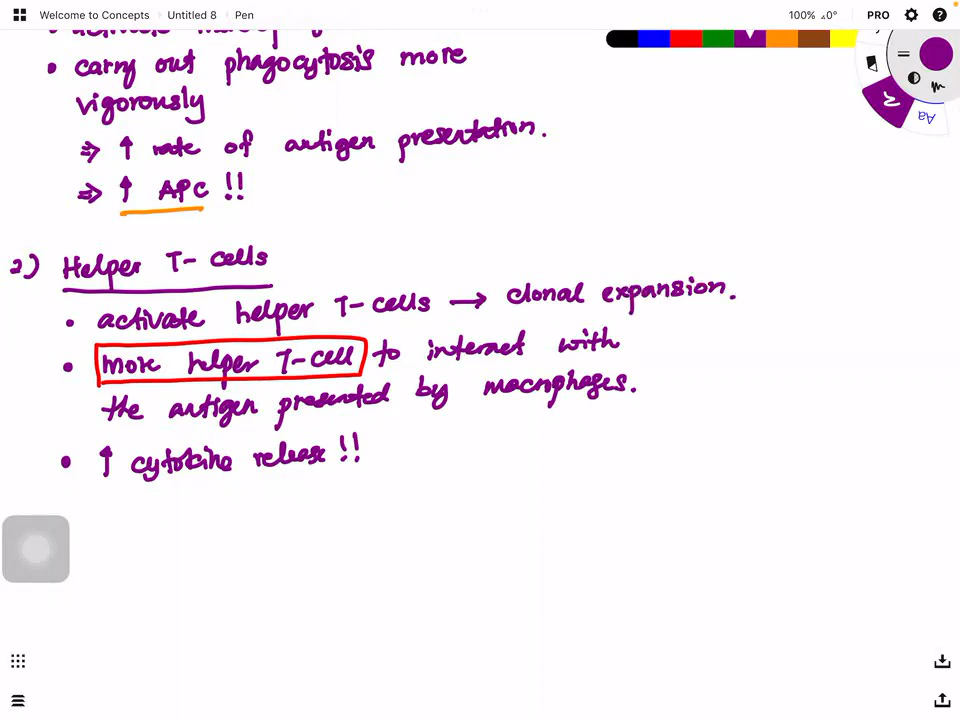 Welcome to Concepts > Untitled 8 > Pen
100% 0°
PRO
• carry out phagocytosis more
vigorously
⇒ ↑ rate of antigen presentation.
⇒ ↑ APC !!
Aa
2) Helper T-cells
• activate helper T-cells → clonal expansion.
• more helper T-cell to interact with
the antigen presented by macrophages.
• ↑ cytokine release !!